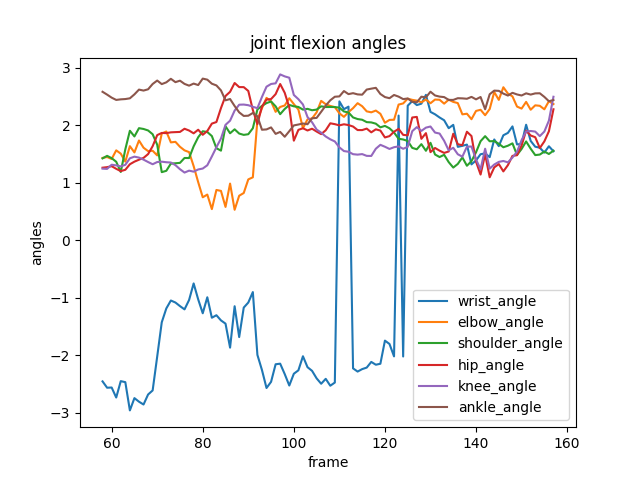 joint flexion angles
angles
3
2
1
0
−1
−2
−3
wrist_angle
elbow_angle
shoulder_angle
hip_angle
knee_angle
ankle_angle
60
80
100
120
140
160
frame